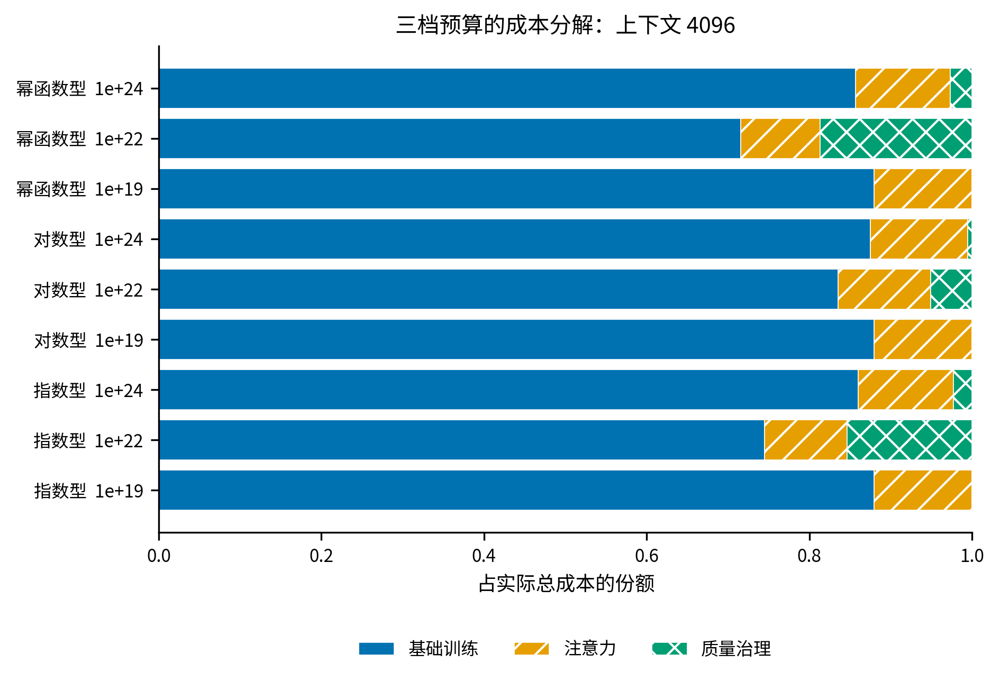 三档预算的成本分解：上下文 4096
幂函数型 1e+24
幂函数型 1e+22
幂函数型 1e+19
对数型 1e+24
对数型 1e+22
对数型 1e+19
指数型 1e+24
指数型 1e+22
指数型 1e+19
0.0 0.2 0.4 0.6 0.8 1.0
占实际总成本的份额
基础训练 注意力 质量治理